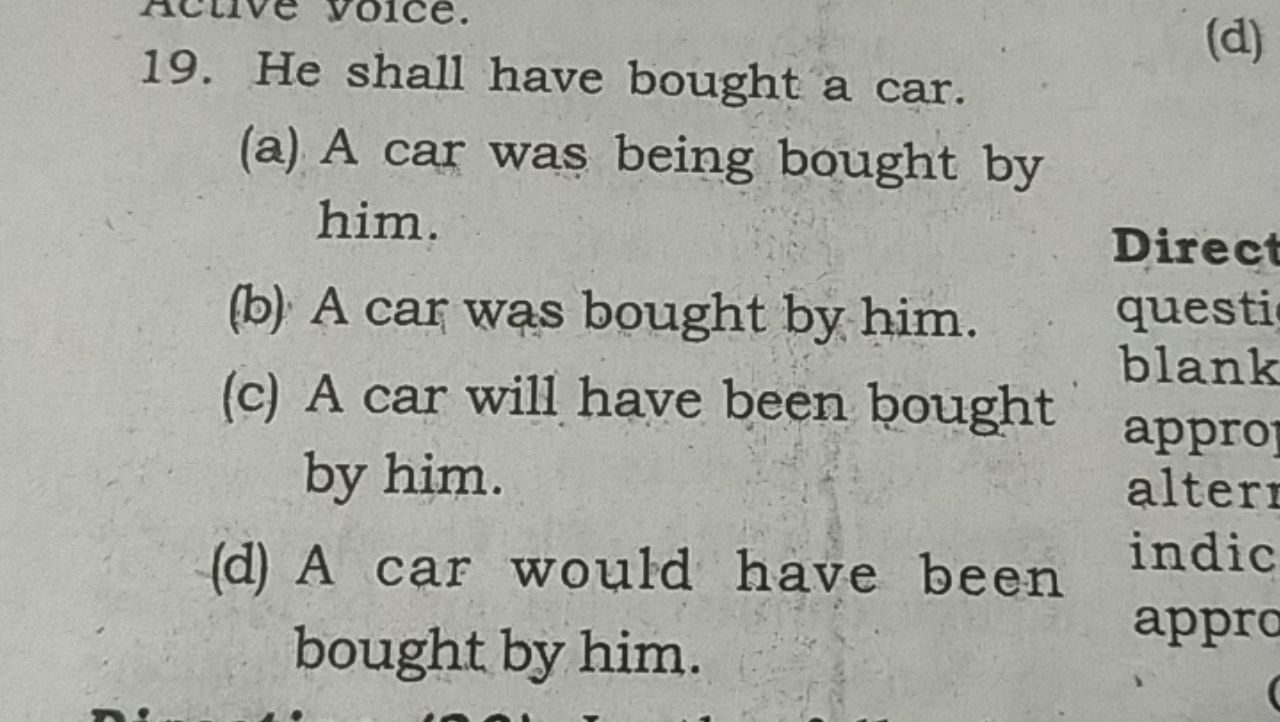 Active voice.
19. He shall have bought a car.
(a) A car was being bought by
him.
(b) A car was bought by him.
(c) A car will have been bought
by him.
(d) A car would have been
bought by him.
(d)
Direct
questi
blank
appro
altern
indic
appro